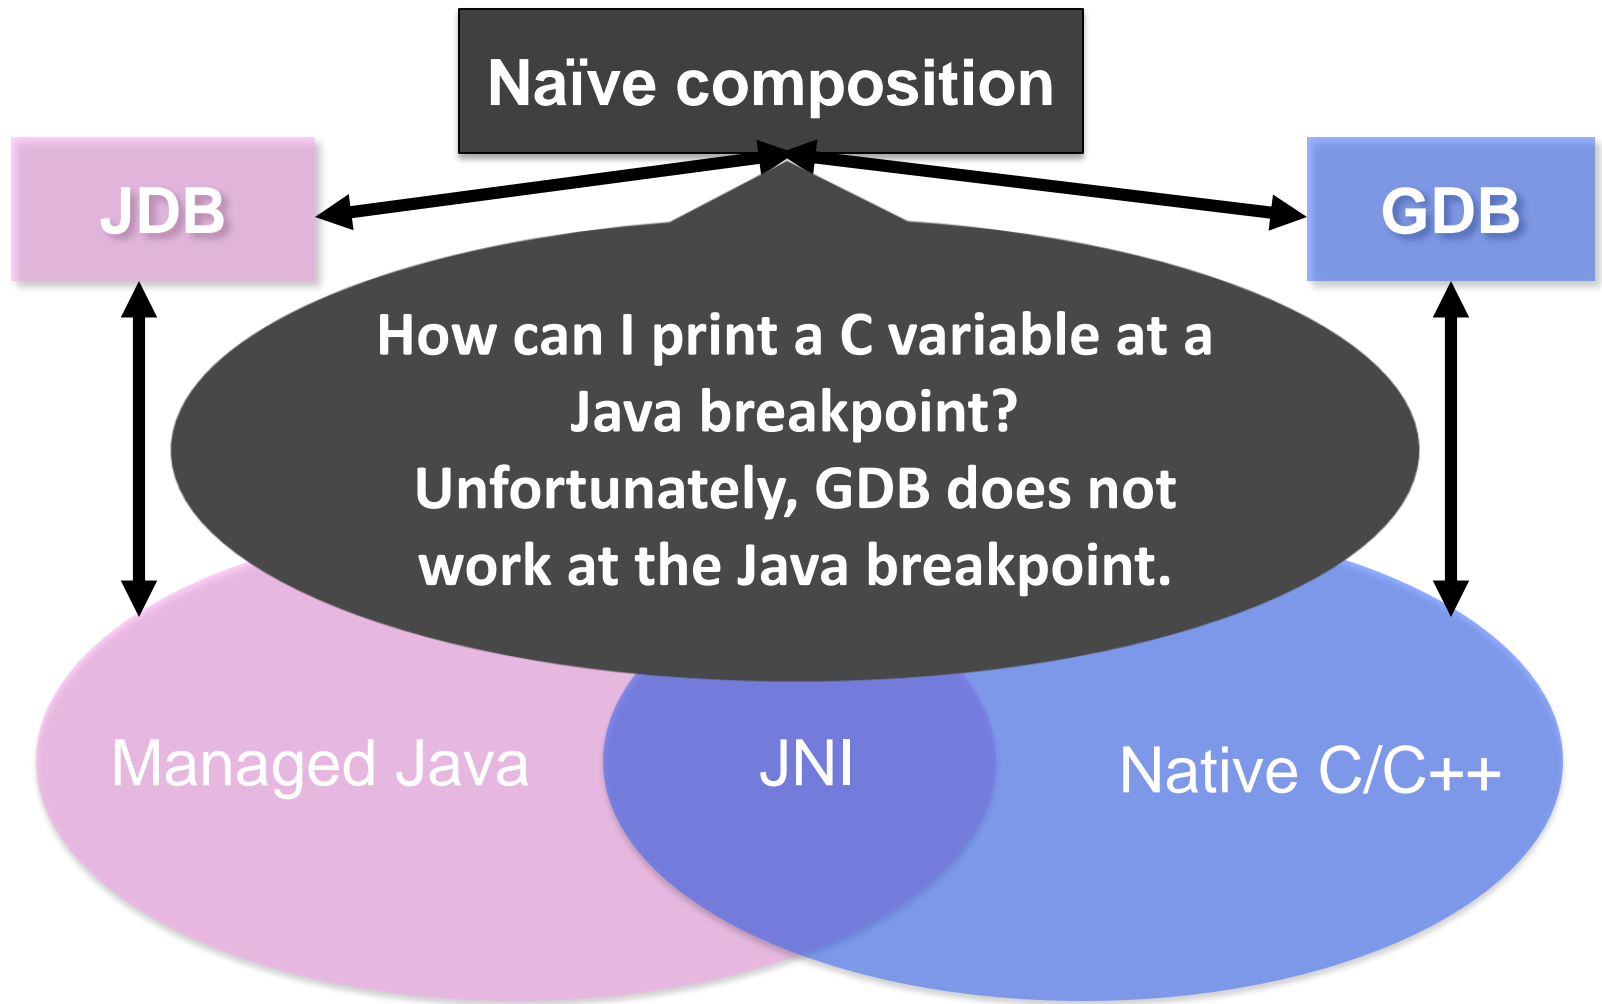 Naïve composition
JDB
GDB
How can I print a C variable at a
Java breakpoint?
Unfortunately, GDB does not
work at the Java breakpoint.
Managed Java
JNI
Native C/C++